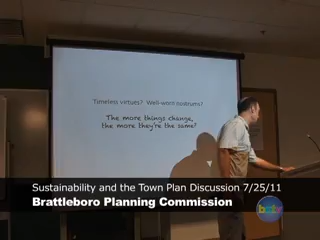 Timeless virtues? Well-worn nostrums?
The more things change,
the more they're the same?
Sustainability and the Town Plan Discussion 7/25/11
Brattleboro Planning Commission